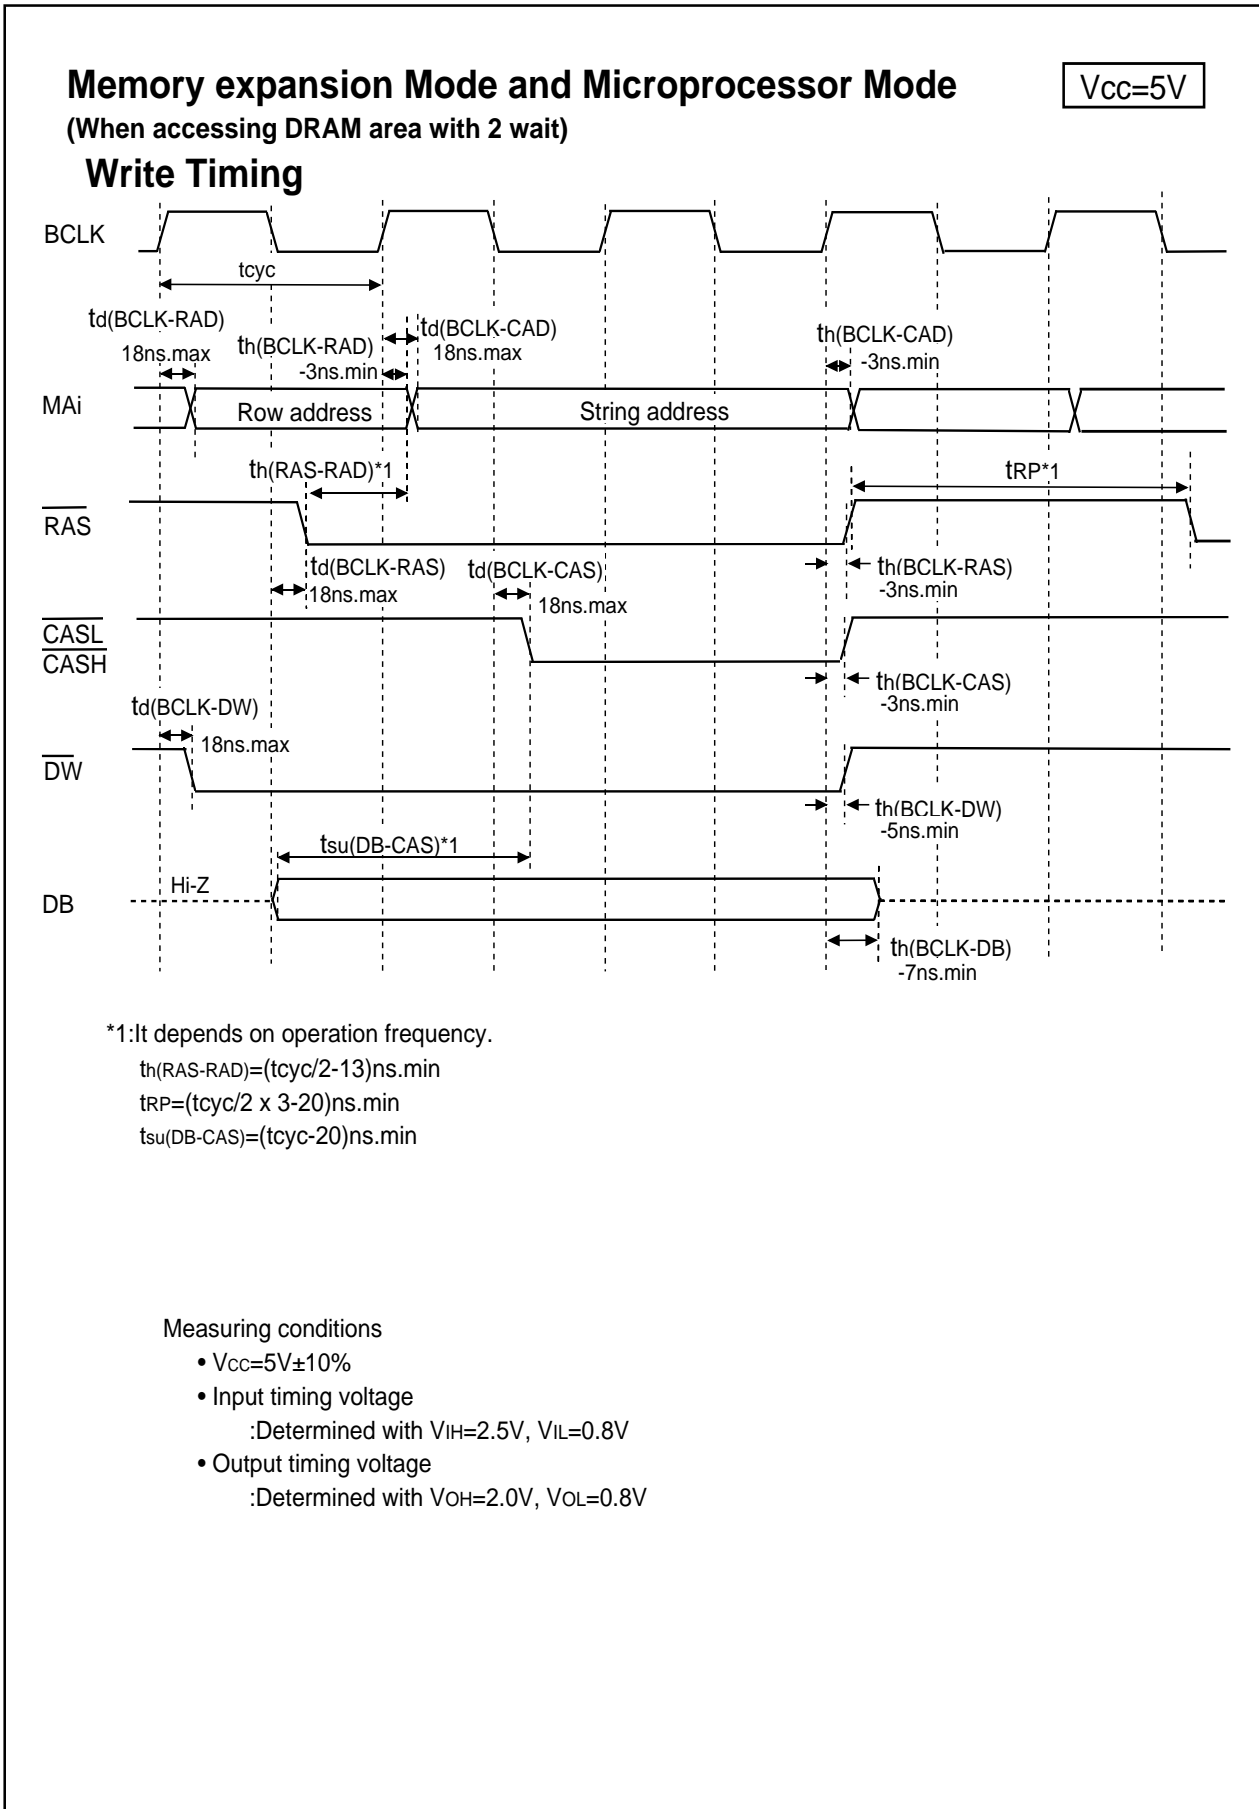 Memory expansion Mode and Microprocessor Mode
Vcc=5V
(When accessing DRAM area with 2 wait)
Write Timing
BCLK
tcyc
td(BCLK-RAD)
18ns.max
th(BCLK-RAD)
-3ns.min
td(BCLK-CAD)
18ns.max
th(BCLK-CAD)
-3ns.min
MAi
Row address
String address
th(RAS-RAD)*1
tRP*1
RAS
td(BCLK-RAS)
18ns.max
td(BCLK-CAS)
18ns.max
th(BCLK-RAS)
-3ns.min
CASL
CASH
th(BCLK-CAS)
-3ns.min
td(BCLK-DW)
18ns.max
DW
th(BCLK-DW)
-5ns.min
tsu(DB-CAS)*1
Hi-Z
DB
th(BCLK-DB)
-7ns.min
*1:It depends on operation frequency.
th(RAS-RAD)=(tcyc/2-13)ns.min
tRP=(tcyc/2 x 3-20)ns.min
tsu(DB-CAS)=(tcyc-20)ns.min
Measuring conditions
• VCC=5V±10%
• Input timing voltage
:Determined with VIH=2.5V, VIL=0.8V
• Output timing voltage
:Determined with VOH=2.0V, VOL=0.8V